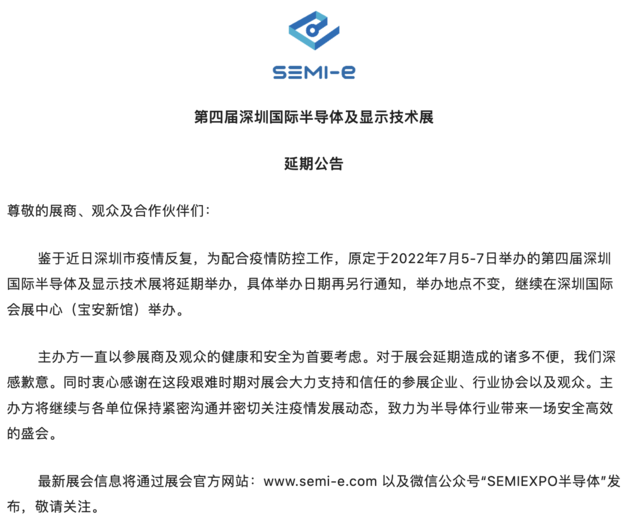 SEMI-e
第四届深圳国际半导体及显示技术展
延期公告
尊敬的展商、观众及合作伙伴们：
鉴于近日深圳市疫情反复，为配合疫情防控工作，原定于2022年7月5-7日举办的第四届深圳
国际半导体及显示技术展将延期举办，具体举办日期再另行通知，举办地点不变，继续在深圳国际
会展中心（宝安新馆）举办。
主办方一直以参展商及观众的健康和安全为首要考虑。对于展会延期造成的诸多不便，我们深
感歉意。同时衷心感谢在这段艰难时期对展会大力支持和信任的参展企业、行业协会以及观众。主
办方将继续与各单位保持紧密沟通并密切关注疫情发展动态，致力为半导体行业带来一场安全高效
的盛会。
最新展会信息将通过展会官方网站：www.semi-e.com 以及微信公众号“SEMIEXPO半导体”发
布，敬请关注。